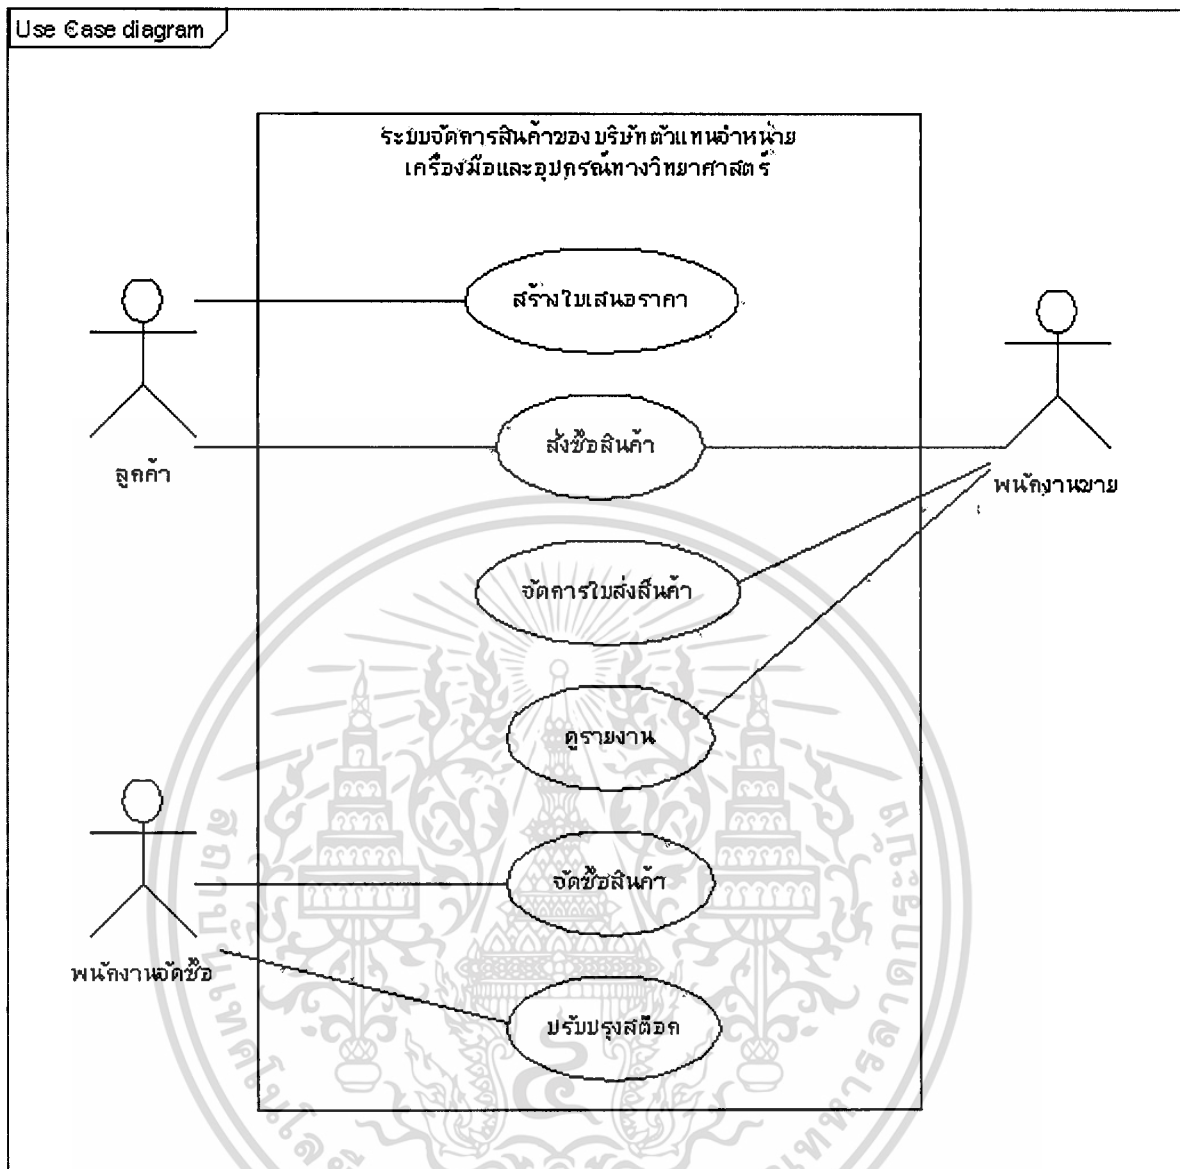 Use Case diagram
ระบบจัดการสินค้าของบริษัทตัวแทนจำหน่าย
เครื่องมือและอุปกรณ์ทางวิทยาศาสตร์
สร้างใบเสนอราคา
สั่งซื้อสินค้า
ลูกค้า
พนักงานขาย
จัดการใบส่งสินค้า
ดูรายงาน
จัดซื้อสินค้า
พนักงานจัดซื้อ
ปรับปรุงสต๊อก